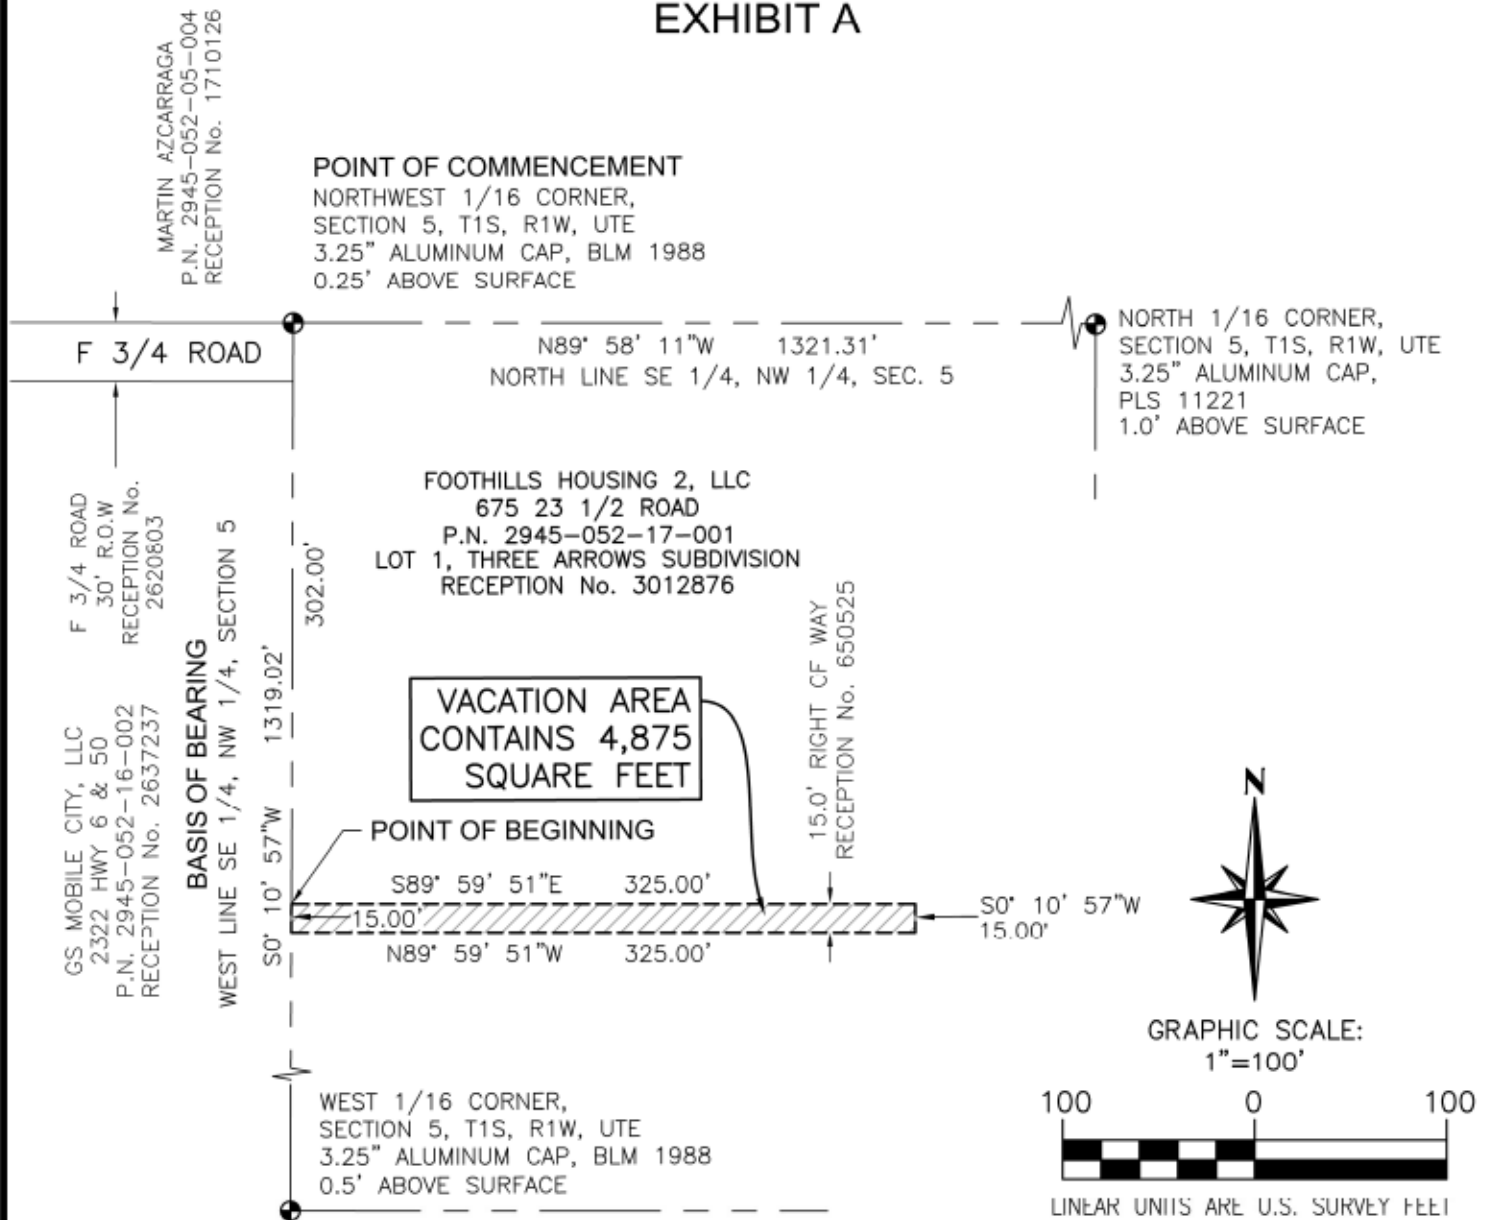 EXHIBIT A
MARTIN AZCARRAGA
P.N. 2945-052-05-004
RECEPTION No. 1710126
POINT OF COMMENCEMENT
NORTHWEST 1/16 CORNER,
SECTION 5, T1S, R1W, UTE
3.25" ALUMINUM CAP, BLM 1988
0.25' ABOVE SURFACE
F 3/4 ROAD
N89° 58' 11"W 1321.31'
NORTH LINE SE 1/4, NW 1/4, SEC. 5
NORTH 1/16 CORNER,
SECTION 5, T1S, R1W, UTE
3.25" ALUMINUM CAP,
PLS 11221
1.0' ABOVE SURFACE
F 3/4 ROAD
30' R.O.W
RECEPTION No.
2620803
FOOTHILLS HOUSING 2, LLC
675 23 1/2 ROAD
P.N. 2945-052-17-001
LOT 1, THREE ARROWS SUBDIVISION
RECEPTION No. 3012876
GS MOBILE CITY, LLC
2322 HWY 6 & 50
P.N. 2945-052-16-002
RECEPTION No. 2637237
BASIS OF BEARING
WEST LINE SE 1/4, NW 1/4, SECTION 5
S0° 10' 57"W 1319.02'
302.00'
VACATION AREA
CONTAINS 4,875
SQUARE FEET
15.0' RIGHT CF WAY
RECEPTION No. 650525
POINT OF BEGINNING
S89° 59' 51"E 325.00'
15.00'
N89° 59' 51"W 325.00'
S0° 10' 57"W
15.00'
N
GRAPHIC SCALE:
1"=100'
100 0 100
LINEAR UNITS ARE U.S. SURVEY FEET
WEST 1/16 CORNER,
SECTION 5, T1S, R1W, UTE
3.25" ALUMINUM CAP, BLM 1988
0.5' ABOVE SURFACE